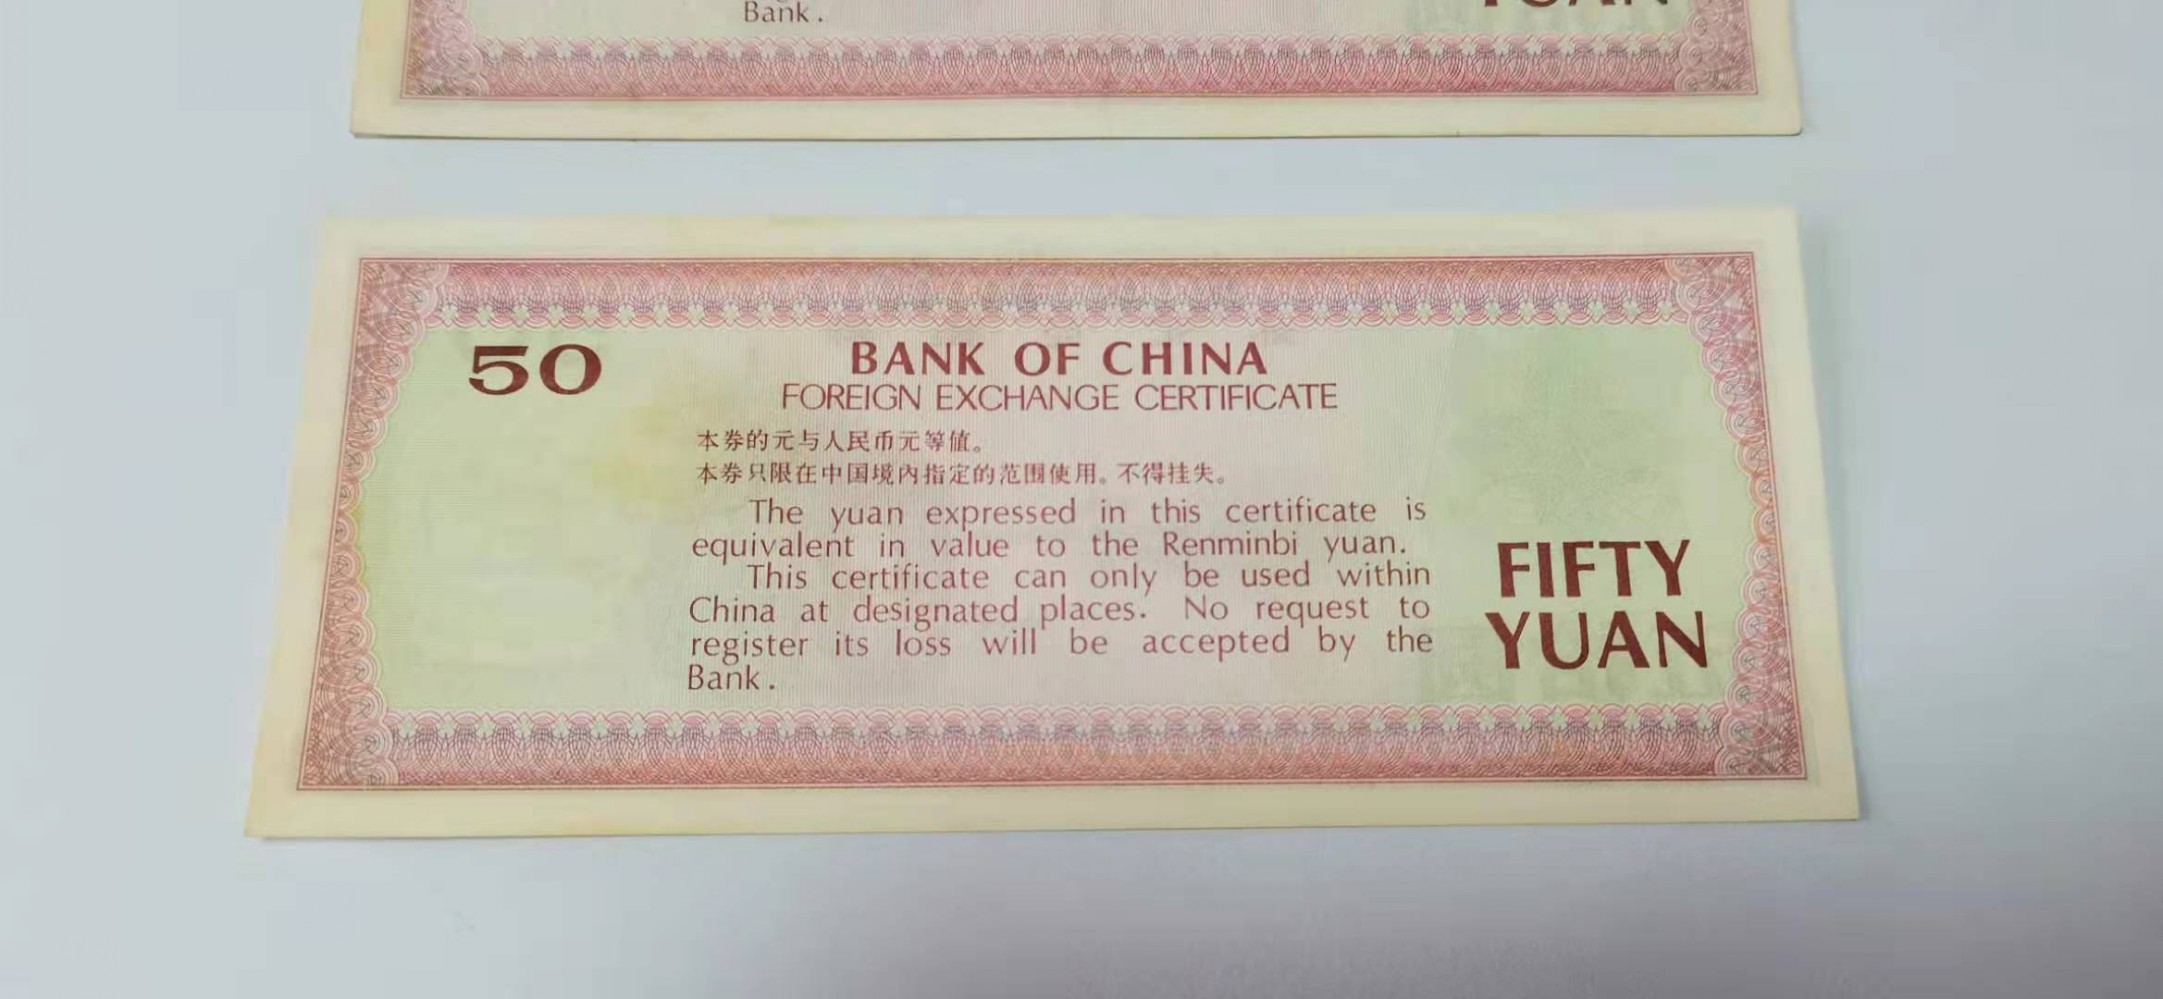 Bank.
YUAN
50
BANK OF CHINA
FOREIGN EXCHANGE CERTIFICATE
本券的元与人民币元等值。
本券只限在中国境内指定的范围使用。不得挂失。
The yuan expressed in this certificate is
equivalent in value to the Renminbi yuan.
This certificate can only be used within
China at designated places. No request to
register its loss will be accepted by the
Bank.
FIFTY
YUAN